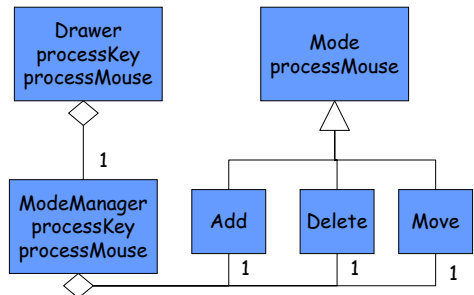 Drawer
processKey
processMouse
Mode
processMouse
1
ModeManager
processKey
processMouse
Add
Delete
Move
1
1
1